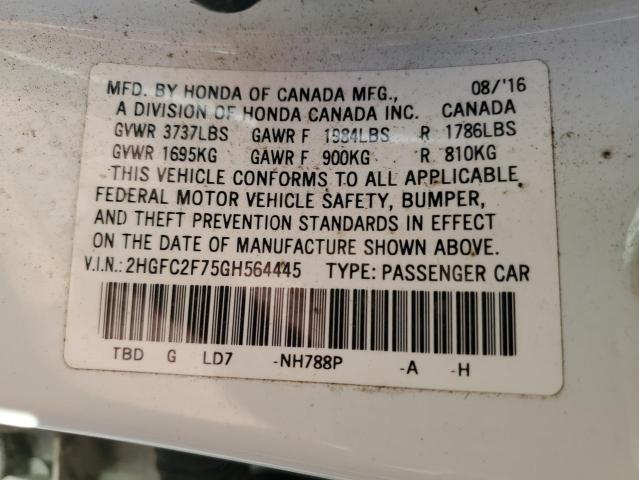 MFD. BY HONDA OF CANADA MFG., 08/'16
A DIVISION OF HONDA CANADA INC. CANADA
GVWR 3737LBS GAWR F 1984LBS R 1786LBS
GVWR 1695KG GAWR F 900KG R 810KG
THIS VEHICLE CONFORMS TO ALL APPLICABLE
FEDERAL MOTOR VEHICLE SAFETY, BUMPER,
AND THEFT PREVENTION STANDARDS IN EFFECT
ON THE DATE OF MANUFACTURE SHOWN ABOVE.
V.I.N.: 2HGFC2F75GH564445 TYPE: PASSENGER CAR
TBD G LD7 -NH788P -A -H